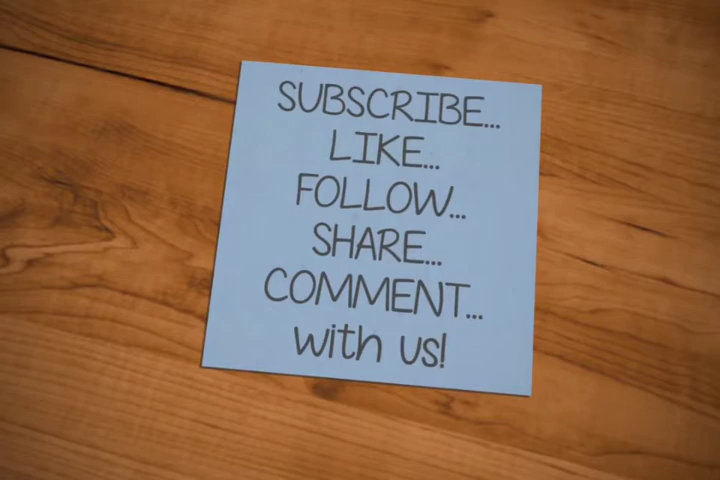 SUBSCRIBE...
LIKE...
FOLLOW...
SHARE...
COMMENT...
with us!